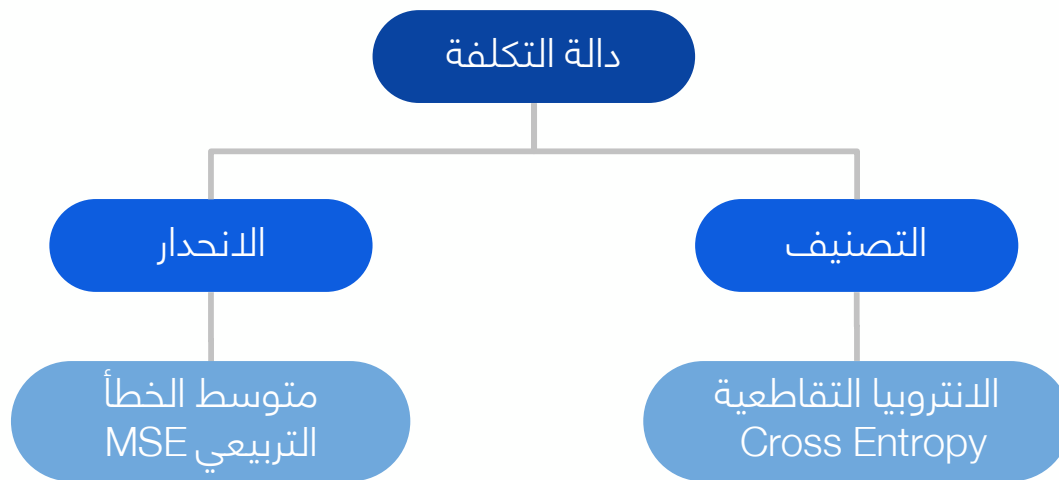 دالة التكلفة
التصنيف
الانحدار
الانتروبيا التقاطعية
Cross Entropy
متوسط الخطأ
التربيعي MSE